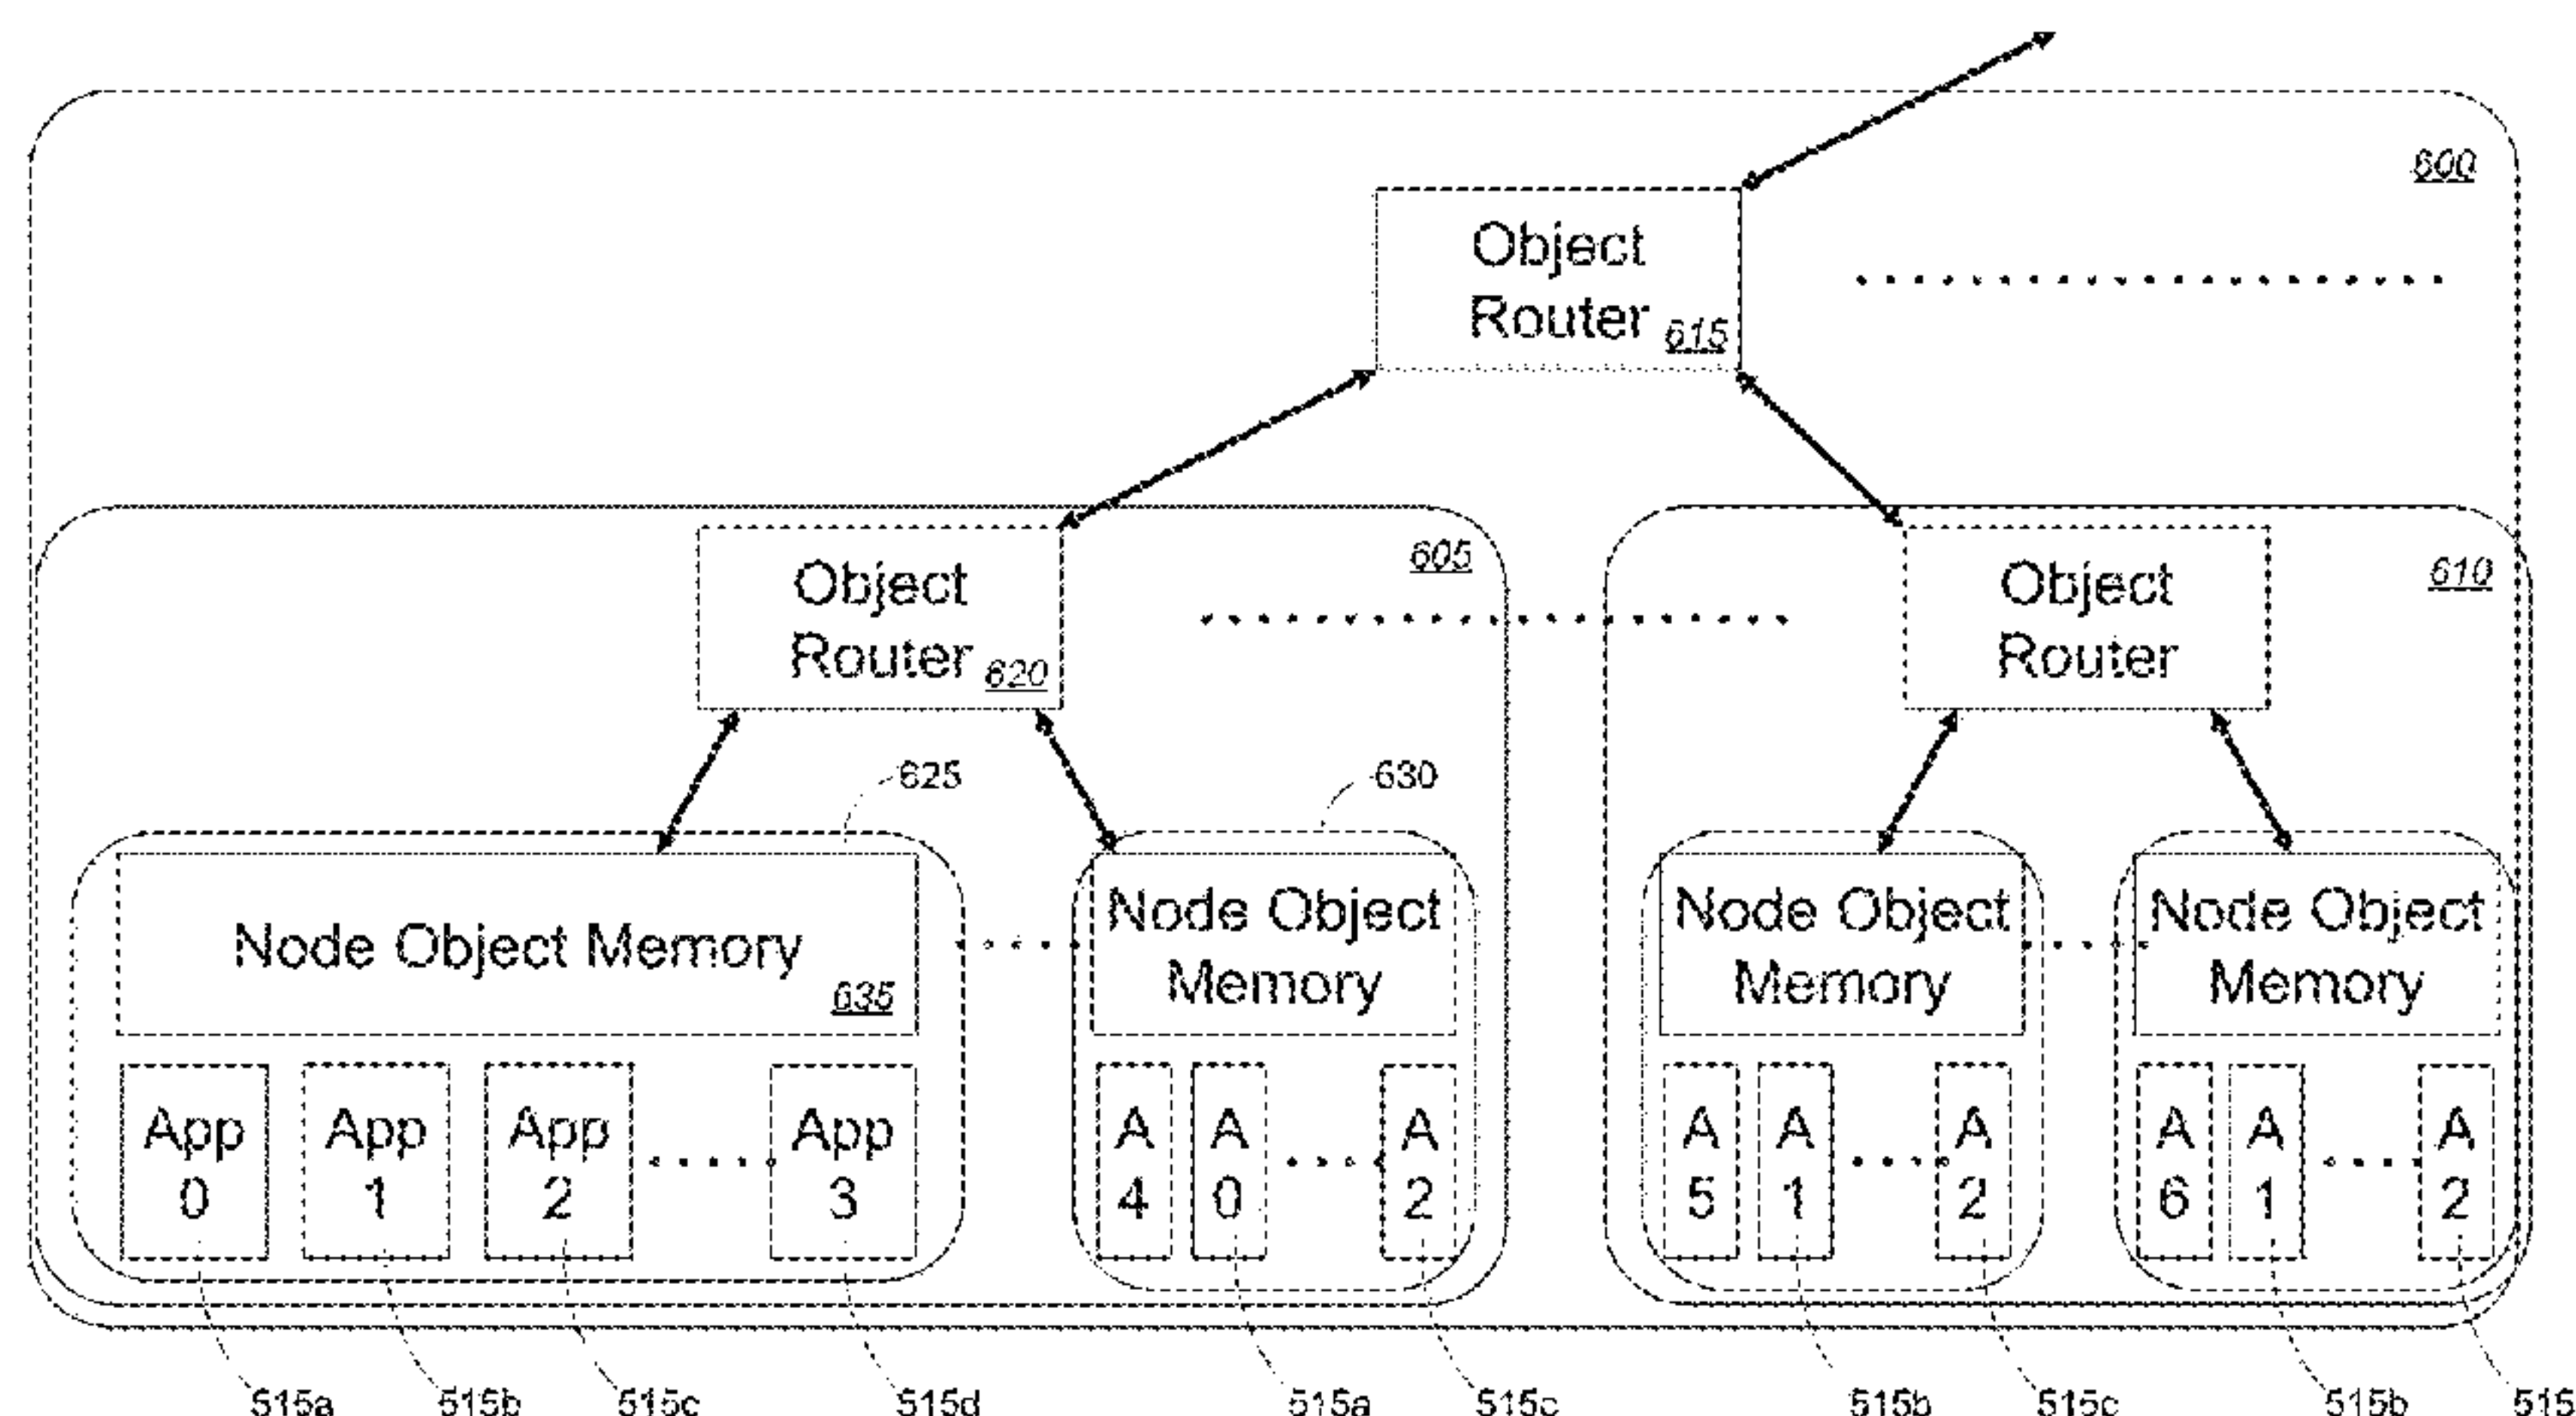 600
Object
Router 615
605
610
Object
Router 620
Object
Router
625
630
Node Object Memory
635
Node Object
Memory
Node Object
Memory
Node Object
Memory
App
0
App
1
App
2
App
3
A
4
A
0
A
2
A
5
A
1
A
2
A
6
A
1
A
2
515a
515b
515c
515d
515a
515c
515b
515c
515b
515